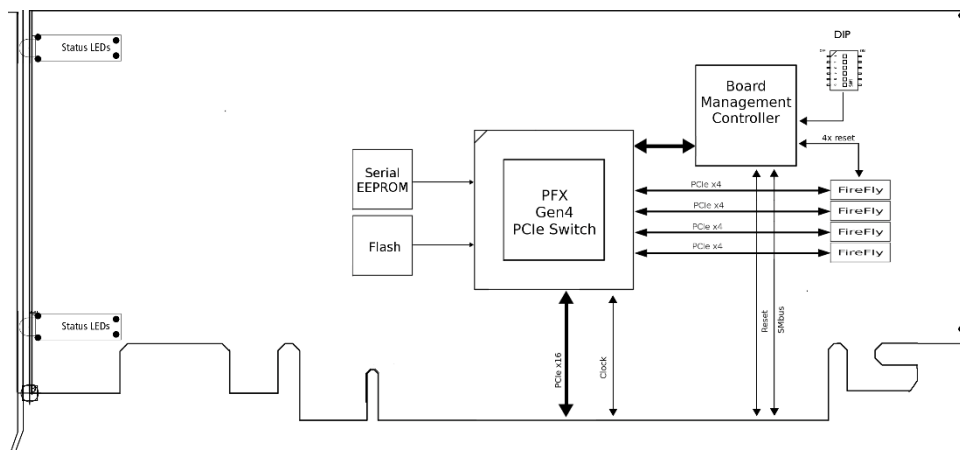 Status LEDs
DIP
Board
Management
Controller
4x reset
Serial
EEPROM
PFX
Gen4
PCIe Switch
Flash
PCIe x4
FireFly
PCIe x4
FireFly
PCIe x4
FireFly
PCIe x4
FireFly
Status LEDs
PCIe x16
Clock
Reset
SMbus